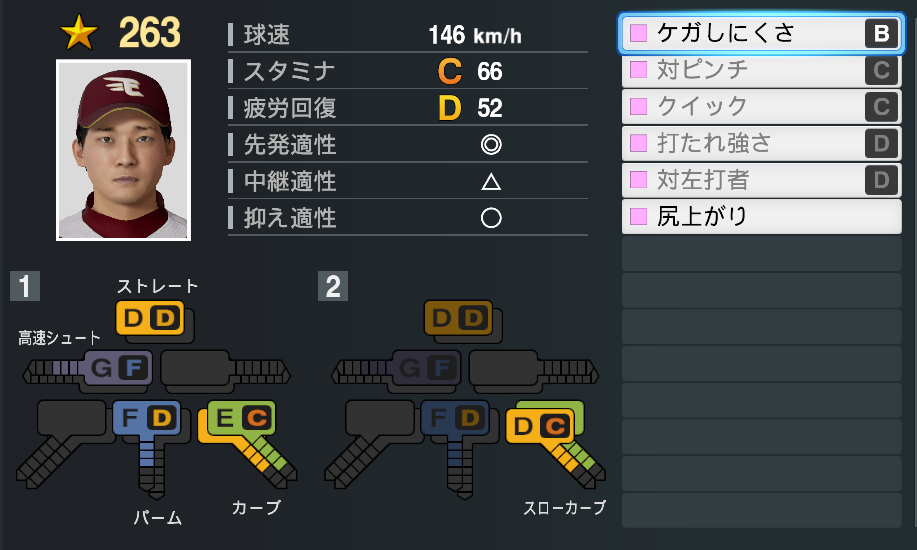 263
球速 146 km/h
スタミナ C 66
疲労回復 D 52
先発適性 ◎
中継適性 △
抑え適性 ○
ケガしにくさ B
対ピンチ C
クイック C
打たれ強さ D
対左打者 D
尻上がり
1
ストレート
D D
高速シュート
G F
F D
E C
パーム
カーブ
2
D D
G F
F D
D C
スローカーブ